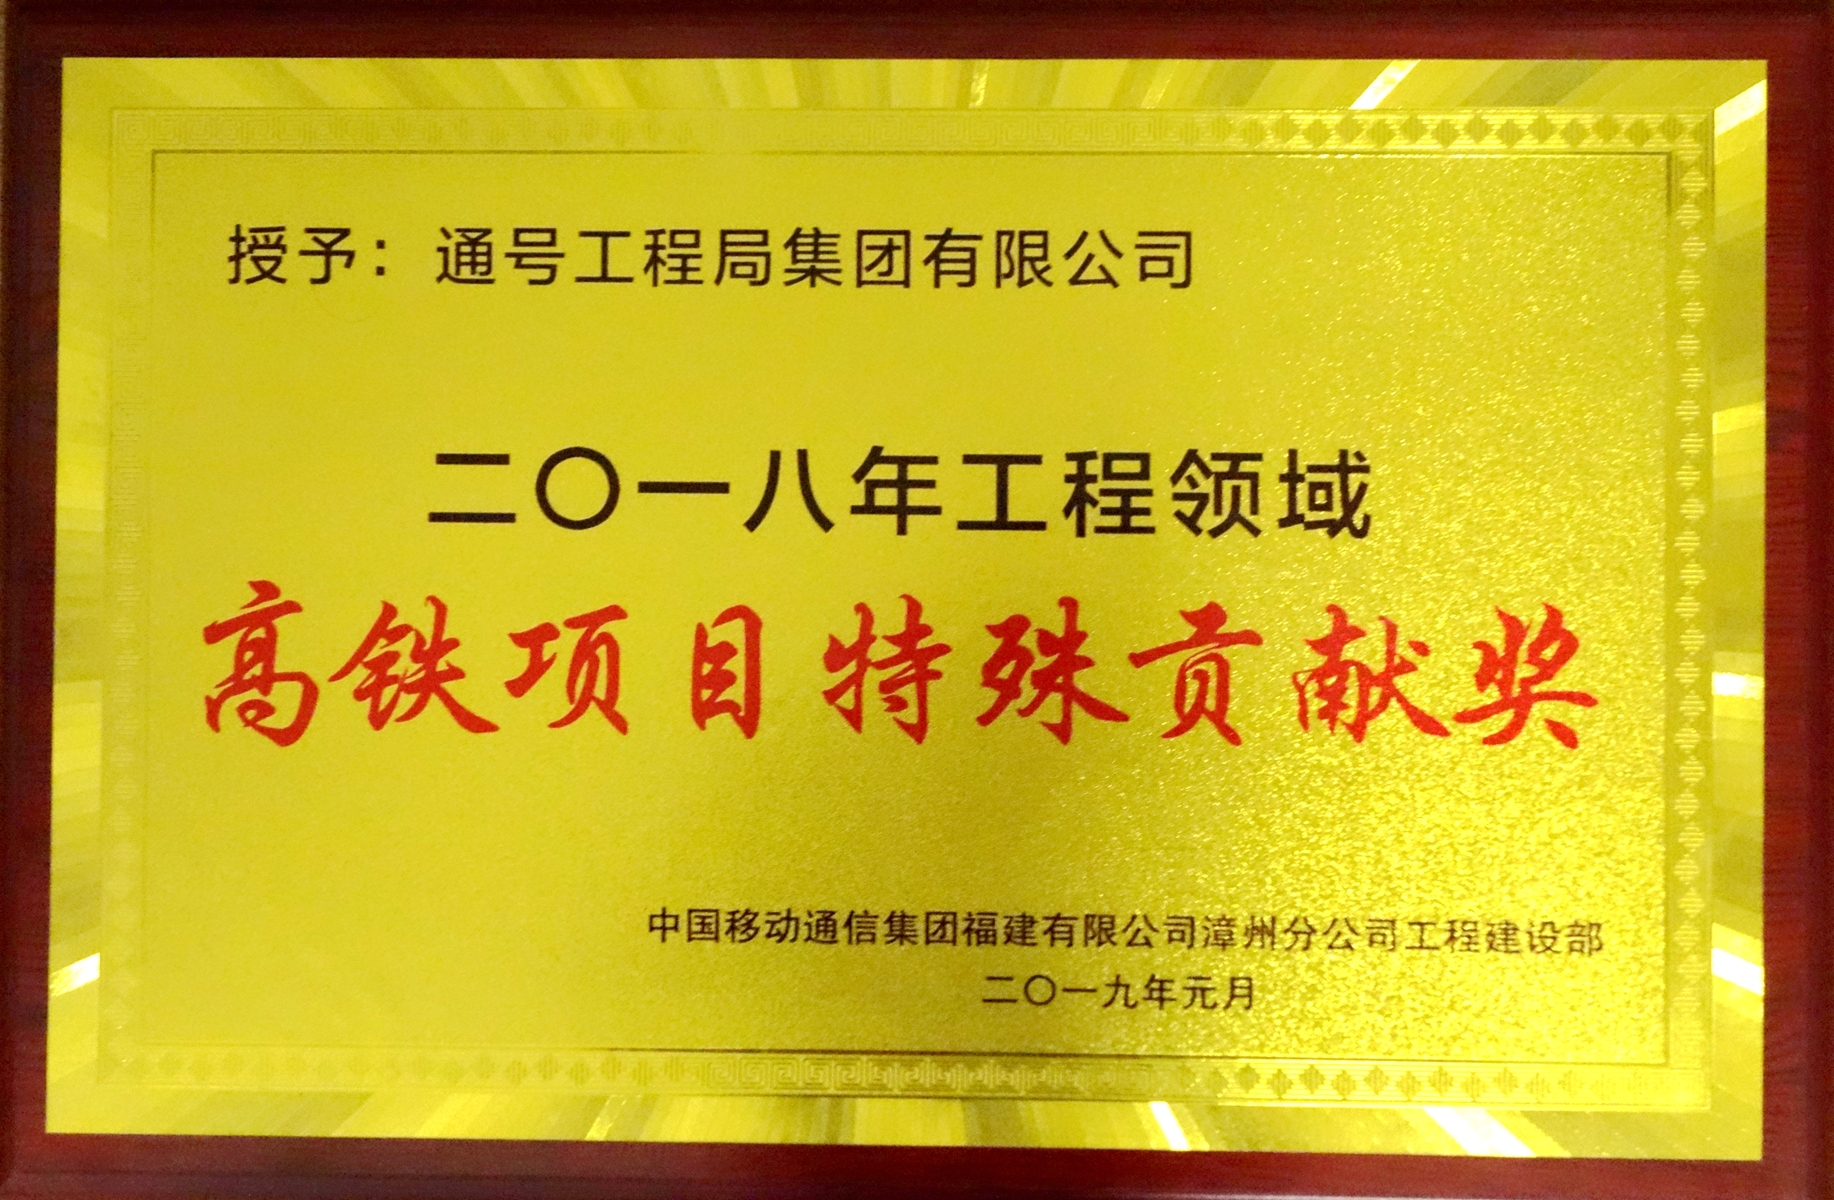 授予：通号工程局集团有限公司
二〇一八年工程领域
高铁项目特殊贡献奖
中国移动通信集团福建有限公司漳州分公司工程建设部
二〇一九年元月